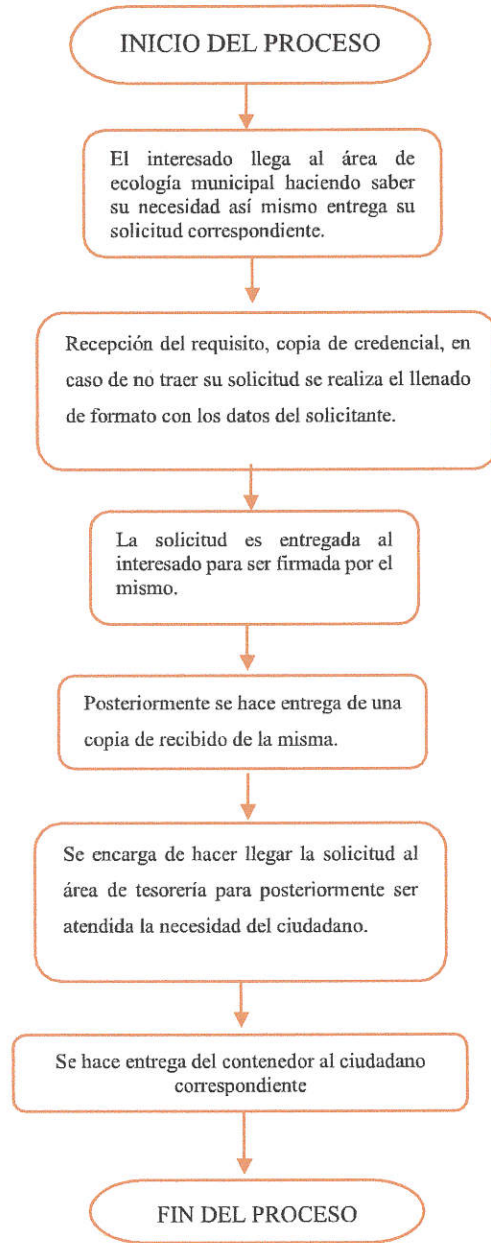 INICIO DEL PROCESO
El interesado llega al área de
ecología municipal haciendo saber
su necesidad así mismo entrega su
solicitud correspondiente.
Recepción del requisito, copia de credencial, en
caso de no traer su solicitud se realiza el llenado
de formato con los datos del solicitante.
La solicitud es entregada al
interesado para ser firmada por el
mismo.
Posteriormente se hace entrega de una
copia de recibido de la misma.
Se encarga de hacer llegar la solicitud al
área de tesorería para posteriormente ser
atendida la necesidad del ciudadano.
Se hace entrega del contenedor al ciudadano
correspondiente
FIN DEL PROCESO